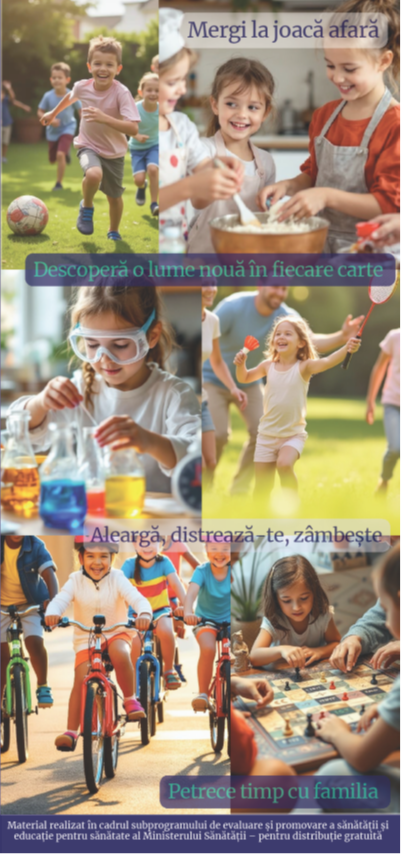 Mergi la joacă afară
Descoperă o lume nouă în fiecare carte
Aleargă, distrează-te, zâmbește
Petrece timp cu familia
Material realizat în cadrul subprogramului de evaluare și promovare a sănătății și
educație pentru sănătate al Ministerului Sănătății – pentru distribuție gratuită